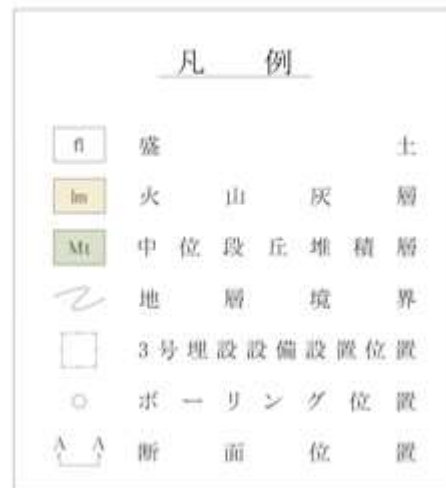 凡例
fl 盛土
lm 火山灰層
Mt 中位段丘堆積層
地層境界
3号埋設設備設置位置
ボーリング位置
A A 断面位置